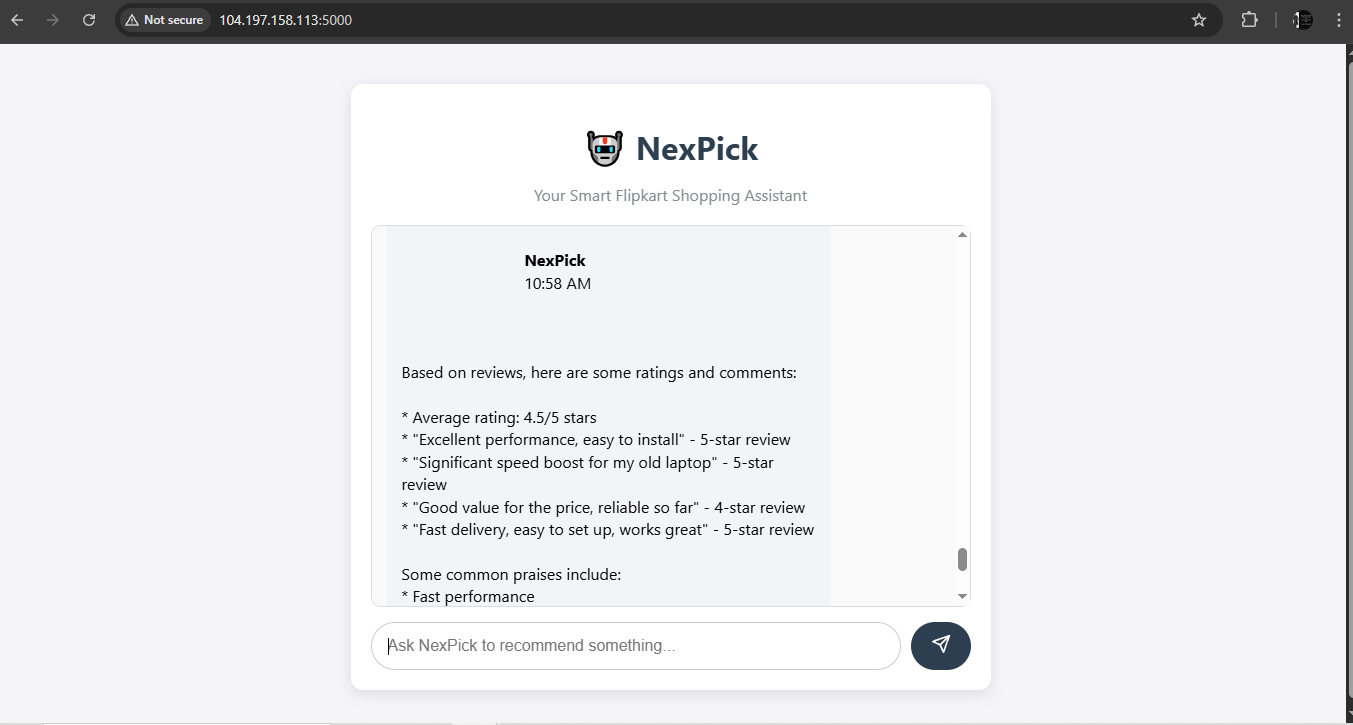 Not secure 104.197.158.113:5000
NexPick
Your Smart Flipkart Shopping Assistant
NexPick
10:58 AM
Based on reviews, here are some ratings and comments:
* Average rating: 4.5/5 stars
* "Excellent performance, easy to install" - 5-star review
* "Significant speed boost for my old laptop" - 5-star
review
* "Good value for the price, reliable so far" - 4-star review
* "Fast delivery, easy to set up, works great" - 5-star review
Some common praises include:
* Fast performance
Ask NexPick to recommend something...